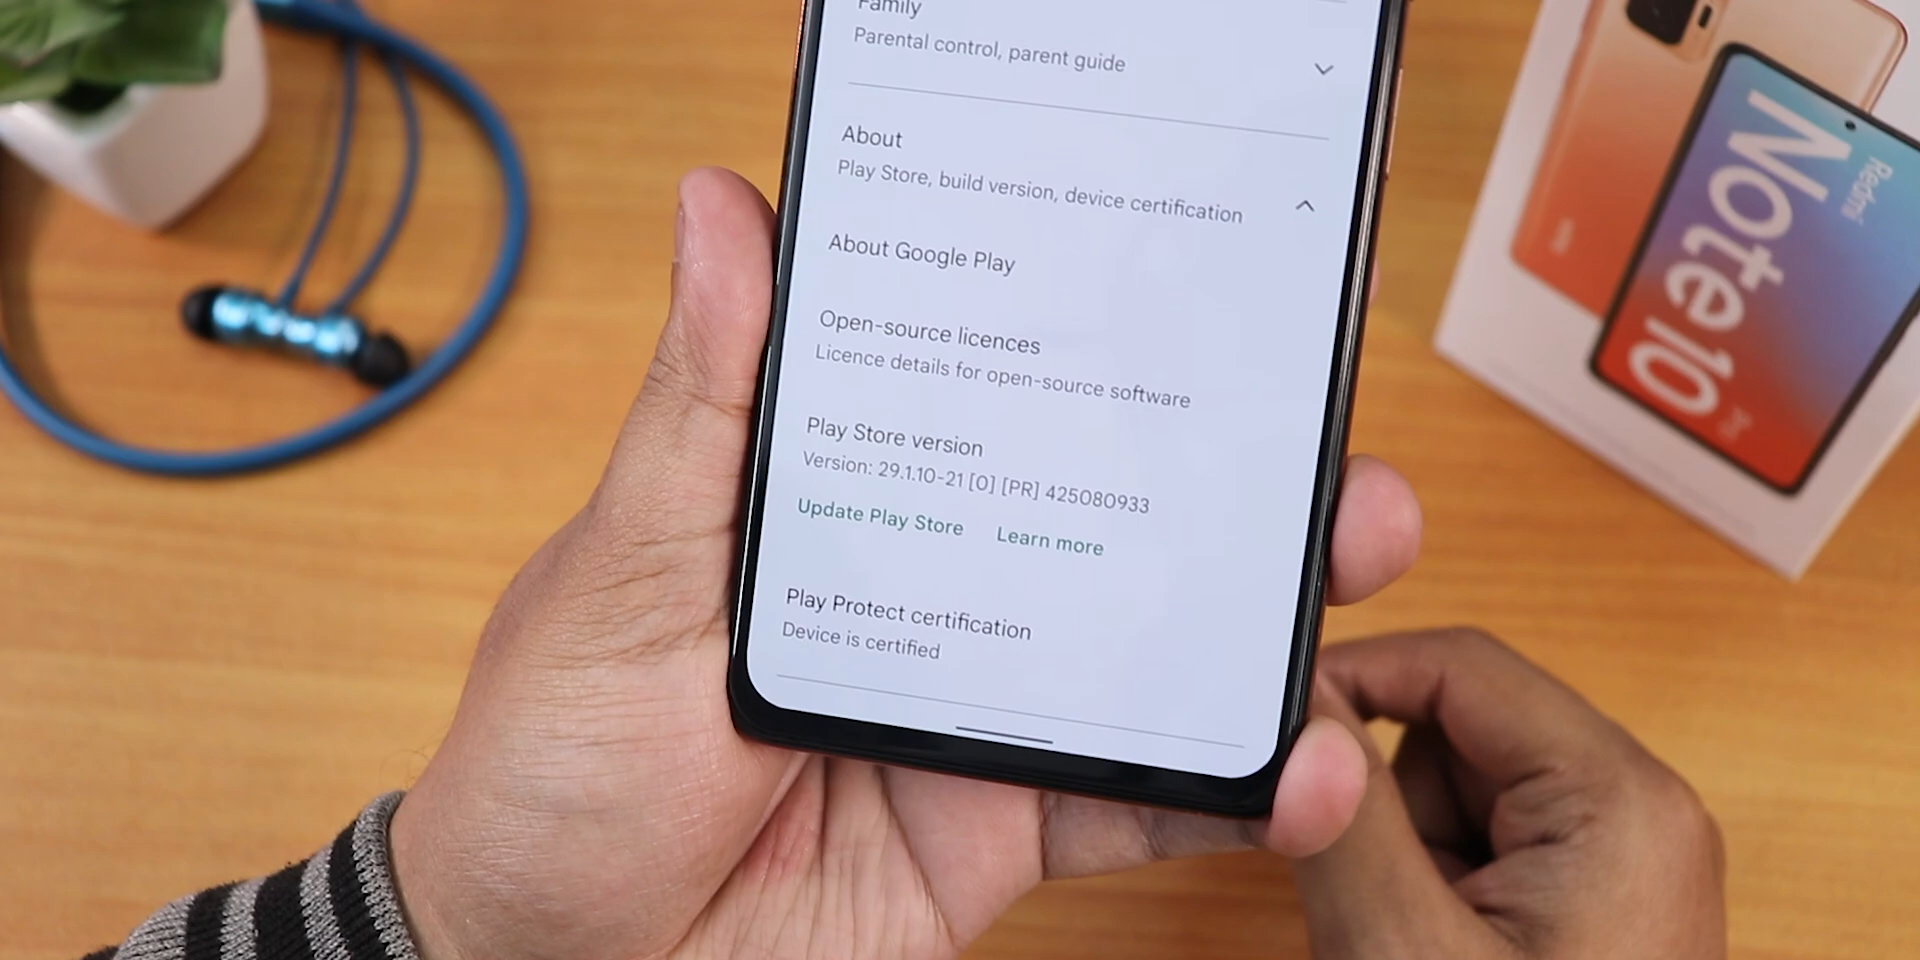 Family
Parental control, parent guide
About
Play Store, build version, device certification
About Google Play
Open-source licences
Licence details for open-source software
Play Store version
Version: 29.1.10-21 [0] [PR] 425080933
Update Play Store Learn more
Play Protect certification
Device is certified
Redmi
Note10